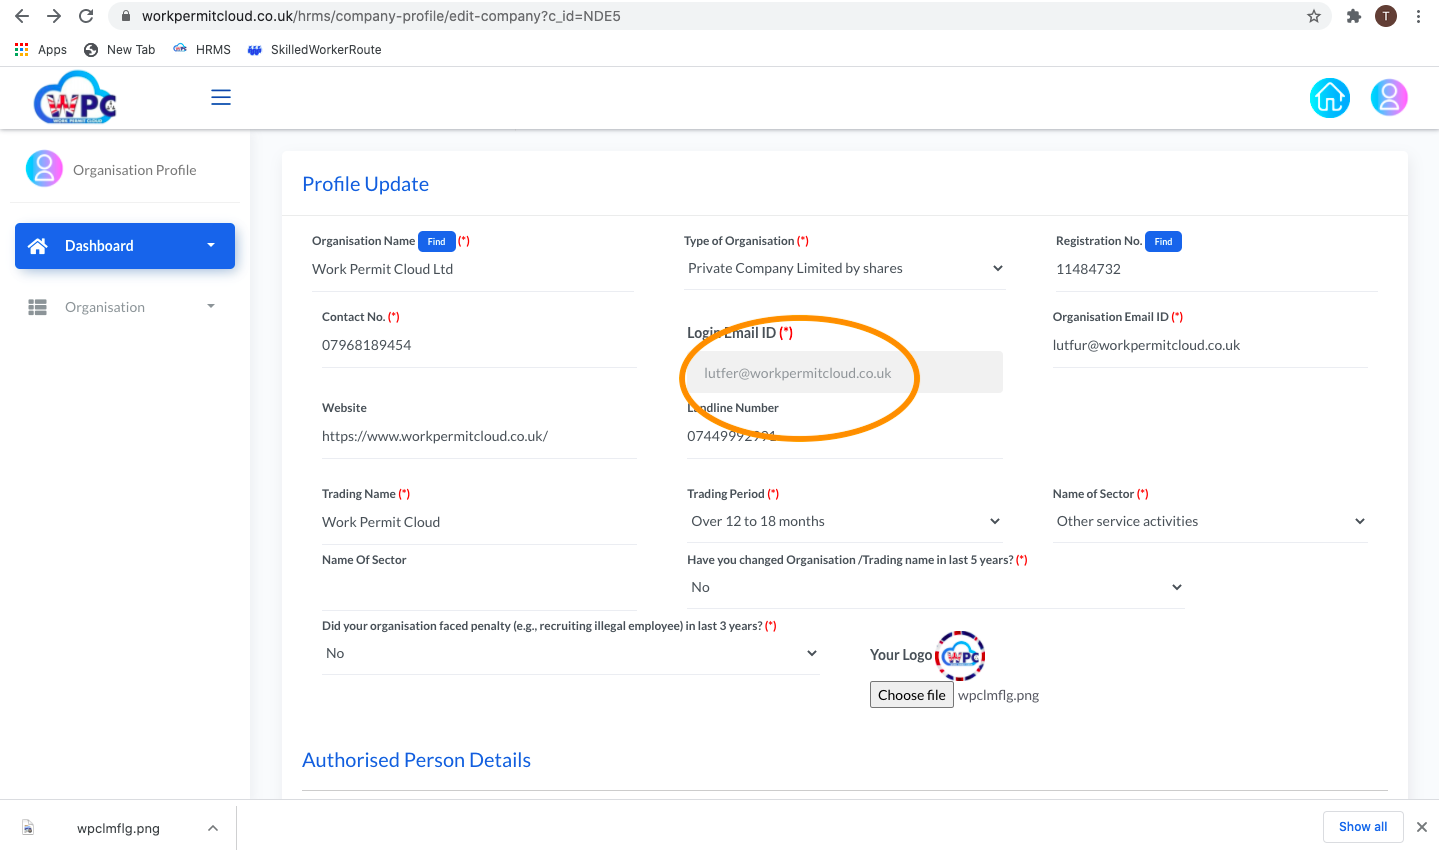 workpermitcloud.co.uk/hrms/company-profile/edit-company?c_id=NDE5
T
Apps New Tab HRMS SkilledWorkerRoute
WPC
WORK PERMIT CLOUD
Organisation Profile
Dashboard
Organisation
Profile Update
Organisation Name Find (*) Type of Organisation (*) Registration No. Find
Work Permit Cloud Ltd Private Company Limited by shares 11484732
Contact No. (*) Login Email ID (*) Organisation Email ID (*)
07968189454 lutfer@workpermitcloud.co.uk lutfur@workpermitcloud.co.uk
Website Landline Number
https://www.workpermitcloud.co.uk/ 07449992991
Trading Name (*) Trading Period (*) Name of Sector (*)
Work Permit Cloud Over 12 to 18 months Other service activities
Name Of Sector Have you changed Organisation /Trading name in last 5 years? (*)
No
Did your organisation faced penalty (e.g., recruiting illegal employee) in last 3 years? (*)
No
Your Logo WPC
Choose file wpclmflg.png
Authorised Person Details
wpclmflg.png Show all